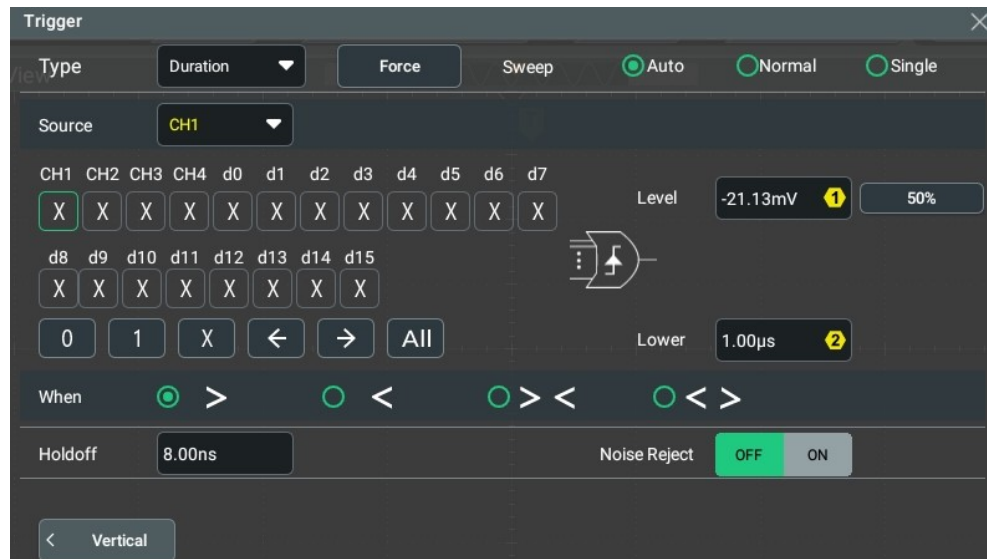 Trigger
Type Duration Force Sweep Auto Normal Single
Source CH1
CH1 CH2 CH3 CH4 d0 d1 d2 d3 d4 d5 d6 d7
X X X X X X X X X X X X
Level -21.13mV 1 50%
d8 d9 d10 d11 d12 d13 d14 d15
X X X X X X X X
0 1 X ← → All
Lower 1.00µs 2
When > < > < < >
Holdoff 8.00ns Noise Reject OFF ON
< Vertical